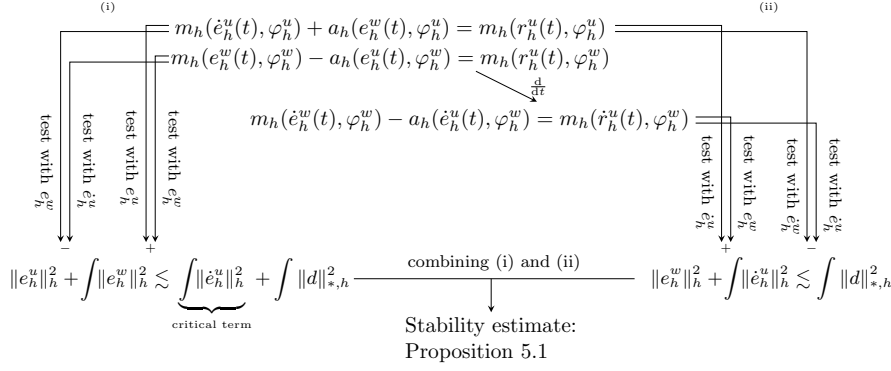 (i)
(ii)
$m_h(\dot{e}_h^u(t), \varphi_h^u) + a_h(e_h^w(t), \varphi_h^u) = m_h(r_h^u(t), \varphi_h^u)$
$m_h(e_h^w(t), \varphi_h^w) - a_h(e_h^u(t), \varphi_h^w) = m_h(r_h^u(t), \varphi_h^w)$
$\frac{\mathrm{d}}{\mathrm{d}t}$
$m_h(\dot{e}_h^w(t), \varphi_h^w) - a_h(\dot{e}_h^u(t), \varphi_h^w) = m_h(\dot{r}_h^u(t), \varphi_h^w)$
test with $e_h^w$
test with $\dot{e}_h^u$
test with $\dot{e}_h^u$
test with $e_h^w$
test with $\dot{e}_h^u$
test with $e_h^w$
test with $\dot{e}_h^w$
test with $\dot{e}_h^u$
−
+
+
−
$\|e_h^u\|_h^2 + \int \|e_h^w\|_h^2 \lesssim \int \|\dot{e}_h^u\|_h^2 + \int \|d\|_{*,h}^2$
critical term
combining (i) and (ii)
$\|e_h^w\|_h^2 + \int \|\dot{e}_h^u\|_h^2 \lesssim \int \|d\|_{*,h}^2$
Stability estimate:
Proposition 5.1